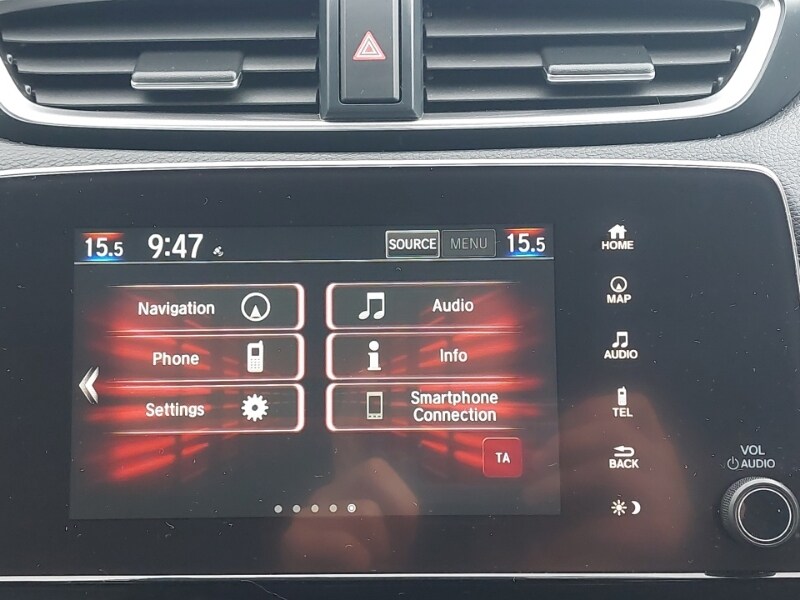 15.5 9:47 SOURCE MENU 15.5
Navigation
Audio
Phone
Info
Settings
Smartphone
Connection
TA
HOME
MAP
AUDIO
TEL
BACK
VOL
AUDIO